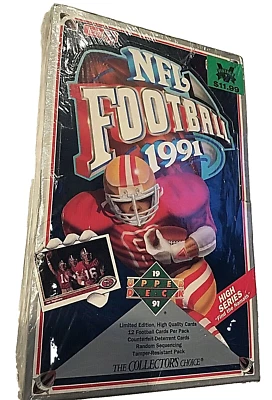 $11.99
NFL
FOOTBALL
1991
19
UPPER
DECK
91
HIGH
SERIES
Limited Edition, High Quality Cards
12 Football Cards Per Pack
Counterfeit-Deterrent Cards
Random Sequencing
Tamper-Resistant Pack
THE COLLECTOR'S CHOICE